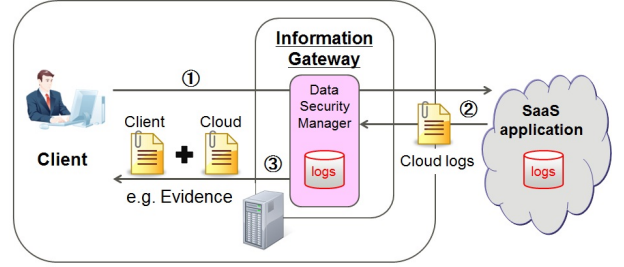 Information
Gateway
①
Data
Security
Manager
②
SaaS
application
Client
Cloud
Client
Cloud logs
③
logs
logs
e.g. Evidence